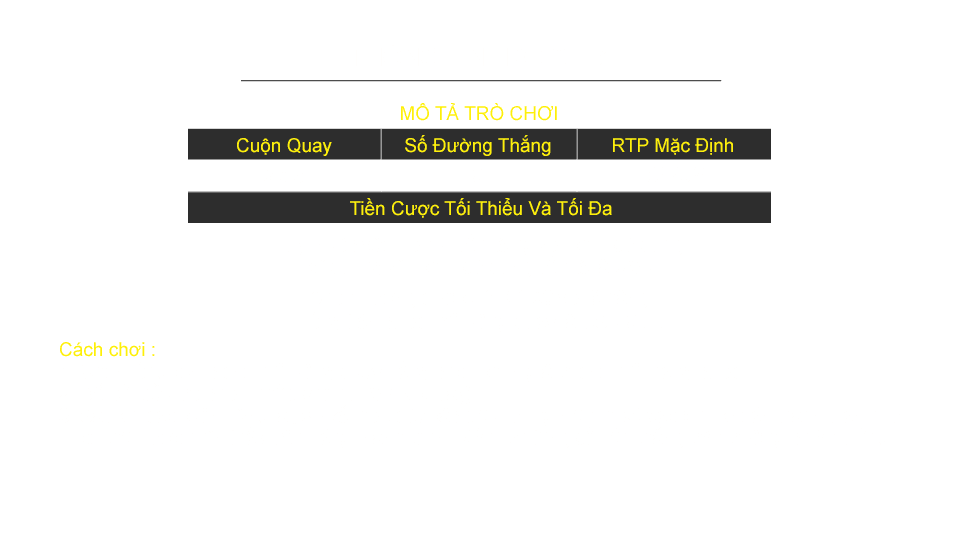 MÔ TẢ TRÒ CHƠI
Cuộn Quay Số Đường Thắng RTP Mặc Định
Tiền Cược Tối Thiểu Và Tối Đa
Cách chơi :